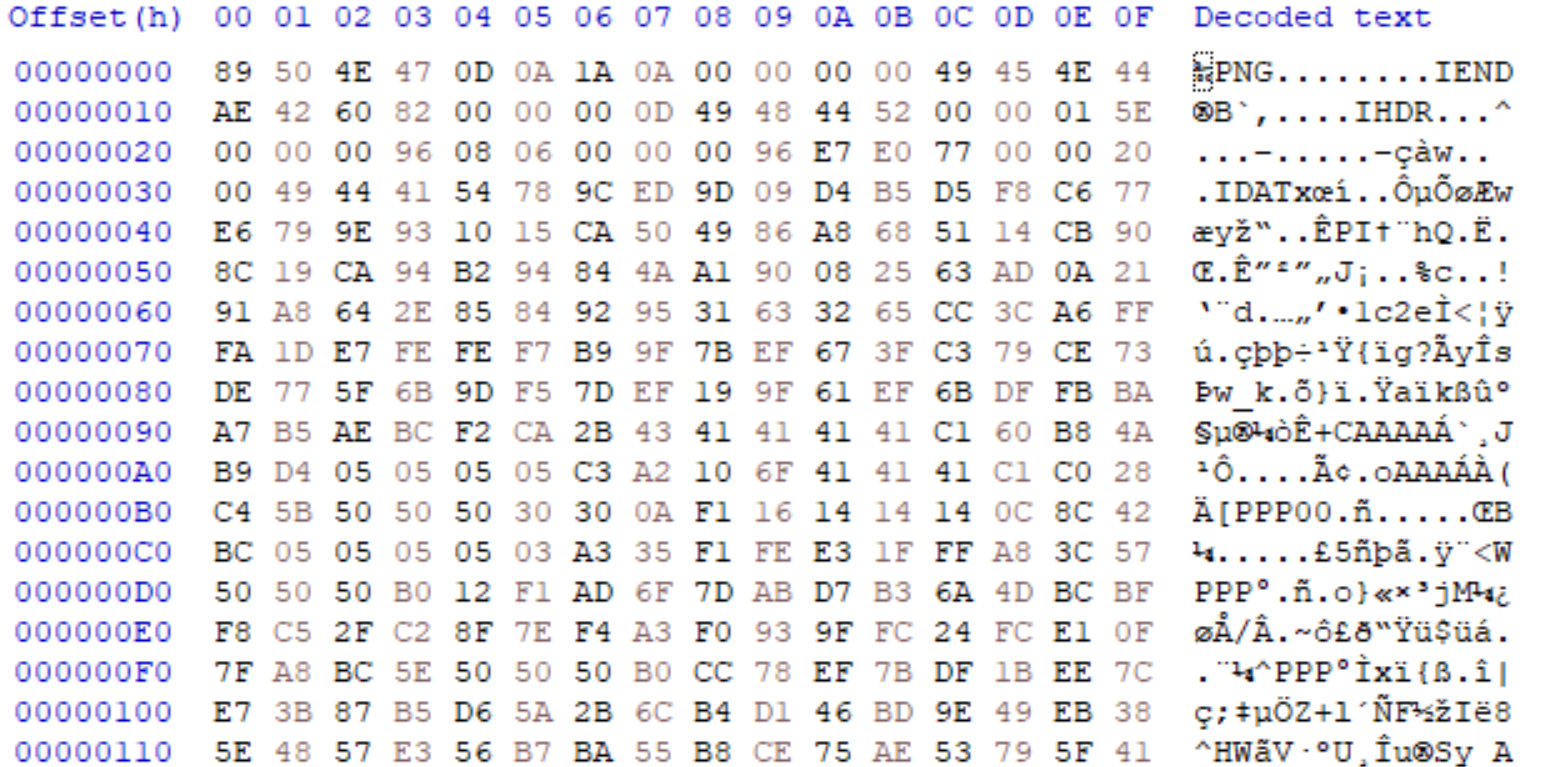 Offset(h) 00 01 02 03 04 05 06 07 08 09 0A 0B 0C 0D 0E 0F Decoded text
00000000 89 50 4E 47 0D 0A 1A 0A 00 00 00 00 49 45 4E 44 ‰PNG........IEND
00000010 AE 42 60 82 00 00 00 0D 49 48 44 52 00 00 01 5E ®B`‚....IHDR...^
00000020 00 00 00 96 08 06 00 00 00 96 E7 E0 77 00 00 20 ...–.....–çàw.. 
00000030 00 49 44 41 54 78 9C ED 9D 09 D4 B5 D5 F8 C6 77 .IDATxœí..ÔµÕøÆw
00000040 E6 79 9E 93 10 15 CA 50 49 86 A8 68 51 14 CB 90 æyž“..ÊPI†¨hQ.Ë.
00000050 8C 19 CA 94 B2 94 84 4A A1 90 08 25 63 AD 0A 21 Œ.Ê”²”„J¡..%c..!
00000060 91 A8 64 2E 85 84 92 95 31 63 32 65 CC 3C A6 FF ‘¨d.…„’•1c2eÌ<¦ÿ
00000070 FA 1D E7 FE FE F7 B9 9F 7B EF 67 3F C3 79 CE 73 ú.çþþ÷¹Ÿ{ïg?ÃyÎs
00000080 DE 77 5F 6B 9D F5 7D EF 19 9F 61 EF 6B DF FB BA Þw_k.õ}ï.Ÿaïkßûº
00000090 A7 B5 AE BC F2 CA 2B 43 41 41 41 41 C1 60 B8 4A §µ®¼òÊ+CAAAAÁ`¸J
000000A0 B9 D4 05 05 05 05 C3 A2 10 6F 41 41 41 C1 C0 28 ¹Ô....Ã¢.oAAAÁÀ(
000000B0 C4 5B 50 50 50 30 30 0A F1 16 14 14 14 0C 8C 42 Ä[PPP00.ñ.....ŒB
000000C0 BC 05 05 05 05 03 A3 35 F1 FE E3 1F FF A8 3C 57 ¼.....£5ñþã.ÿ¨<W
000000D0 50 50 50 B0 12 F1 AD 6F 7D AB D7 B3 6A 4D BC BF PPP°.ñ.o}«×³jM¼¿
000000E0 F8 C5 2F C2 8F 7E F4 A3 F0 93 9F FC 24 FC E1 0F øÅ/Â.~ô£ð“Ÿü$üá.
000000F0 7F A8 BC 5E 50 50 50 B0 CC 78 EF 7B DF 1B EE 7C .¨¼^PPP°Ìxï{ß.î|
00000100 E7 3B 87 B5 D6 5A 2B 6C B4 D1 46 BD 9E 49 EB 38 ç;‡µÖZ+l´ÑF½žIë8
00000110 5E 48 57 E3 56 B7 BA 55 B8 CE 75 AE 53 79 5F 41 ^HWãV·ºU¸Îu®Sy_A